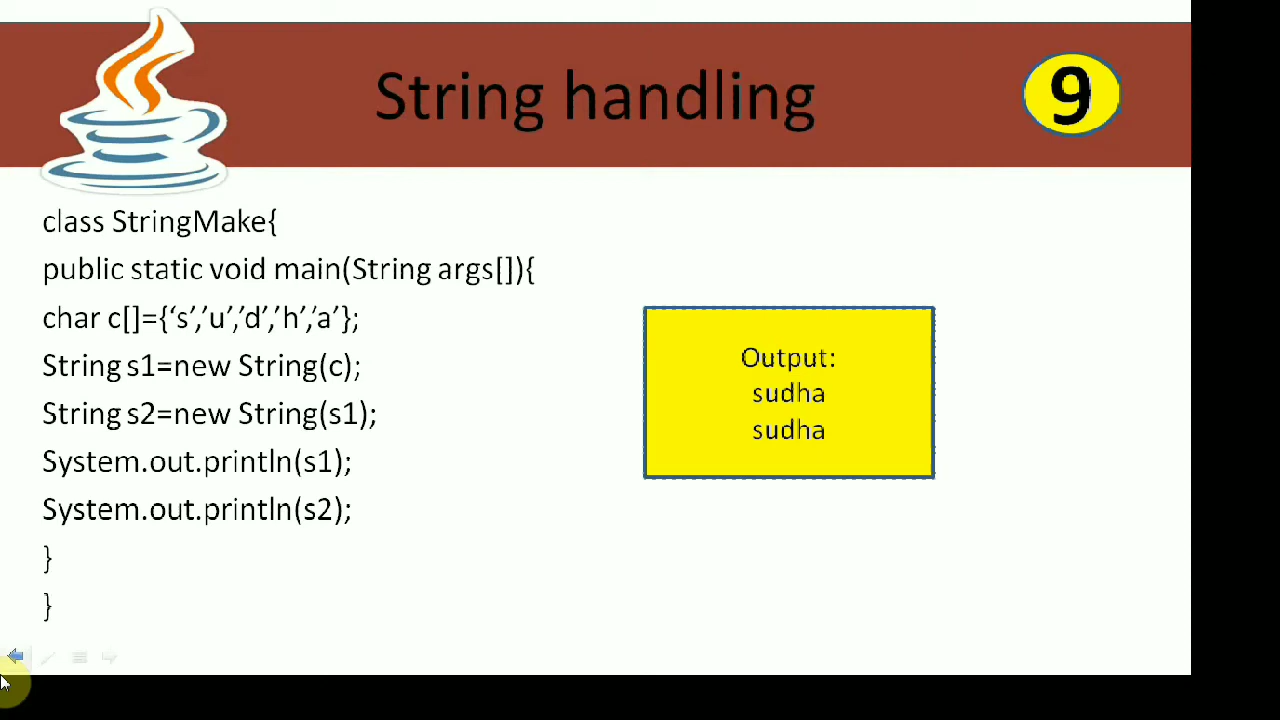 String handling
9
class StringMake{
public static void main(String args[]){
char c[]={‘s’,’u’,’d’,’h’,’a’};
String s1=new String(c);
String s2=new String(s1);
System.out.println(s1);
System.out.println(s2);
}
}
Output:
sudha
sudha